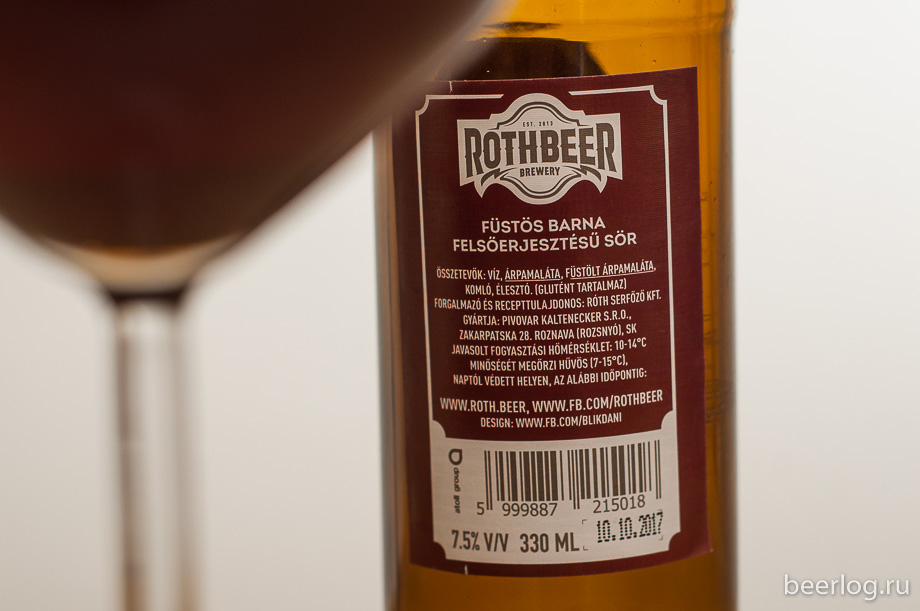 EST. 2013
ROTHBEER
BREWERY
FÜSTÖS BARNA
FELSŐERJESZTÉSŰ SÖR
ÖSSZETEVŐK: VÍZ, ÁRPAMALÁTA, FÜSTÖLT ÁRPAMALÁTA,
KOMLÓ, ÉLESZTŐ. (GLUTÉNT TARTALMAZ)
FORGALMAZÓ ÉS RECEPTTULAJDONOS: RÓTH SERFŐZŐ KFT.
GYÁRTJA: PIVOVAR KALTENECKER S.R.O.,
ZAKARPATSKA 28. ROZNAVA (ROZSNYÓ), SK
JAVASOLT FOGYASZTÁSI HŐMÉRSÉKLET: 10-14°C
MINŐSÉGÉT MEGŐRZI HŰVÖS (7-15°C),
NAPTÓL VÉDETT HELYEN, AZ ALÁBBI IDŐPONTIG:
WWW.ROTH.BEER, WWW.FB.COM/ROTHBEER
DESIGN: WWW.FB.COM/BLIKDANI
atoll group
5 999887 215018
7.5% V/V 330 ML 10.10.2017
beerlog.ru